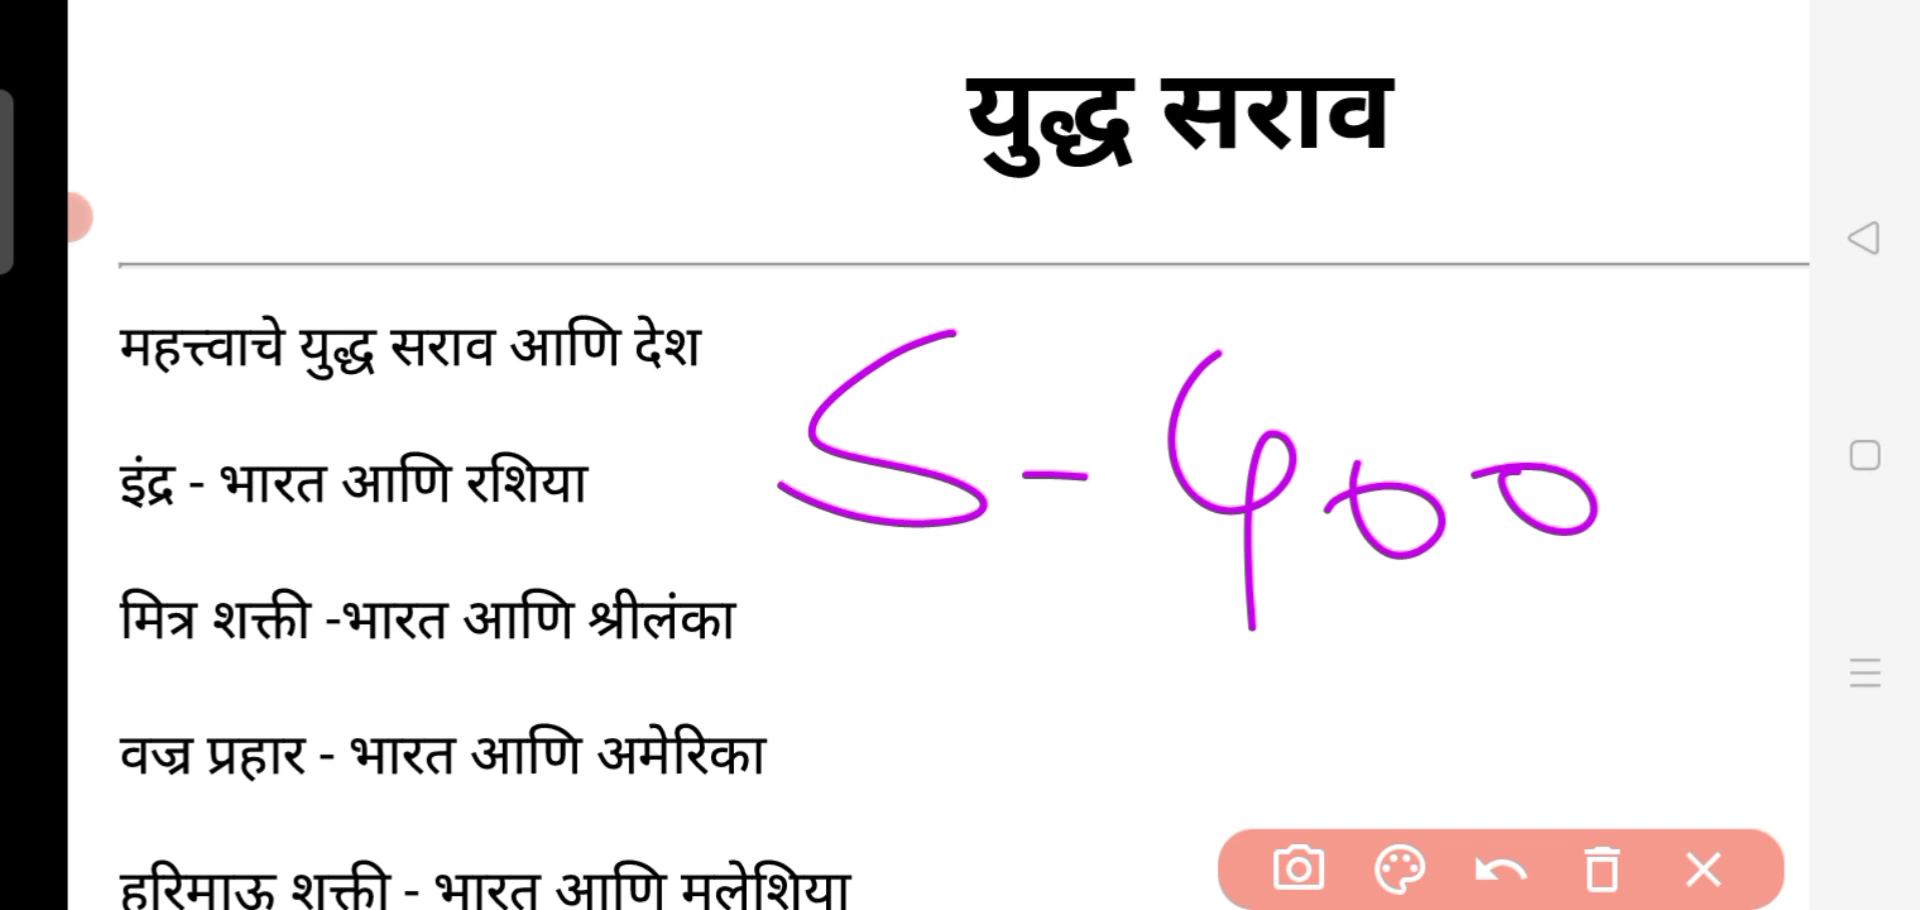 युद्ध सराव
महत्त्वाचे युद्ध सराव आणि देश
इंद्र - भारत आणि रशिया
S-400
मित्र शक्ती -भारत आणि श्रीलंका
वज्र प्रहार - भारत आणि अमेरिका
हरिमाऊ शक्ती - भारत आणि मलेशिया